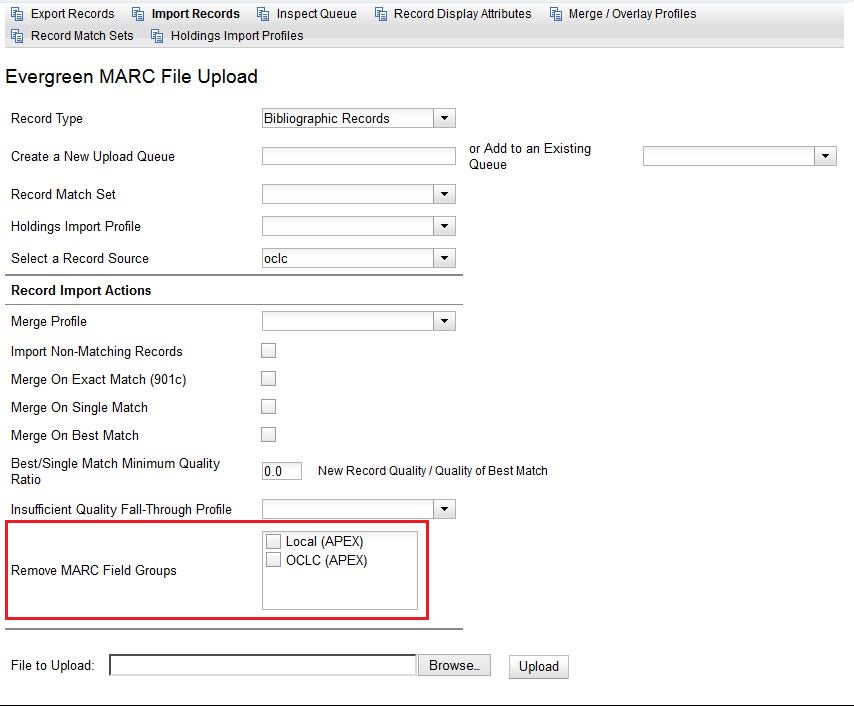 Export Records Import Records Inspect Queue Record Display Attributes Merge / Overlay Profiles
Record Match Sets Holdings Import Profiles
Evergreen MARC File Upload
Record Type Bibliographic Records
Create a New Upload Queue or Add to an Existing
Queue
Record Match Set
Holdings Import Profile
Select a Record Source oclc
Record Import Actions
Merge Profile
Import Non-Matching Records
Merge On Exact Match (901c)
Merge On Single Match
Merge On Best Match
Best/Single Match Minimum Quality
Ratio 0.0 New Record Quality / Quality of Best Match
Insufficient Quality Fall-Through Profile
Remove MARC Field Groups Local (APEX)
OCLC (APEX)
File to Upload: Browse... Upload